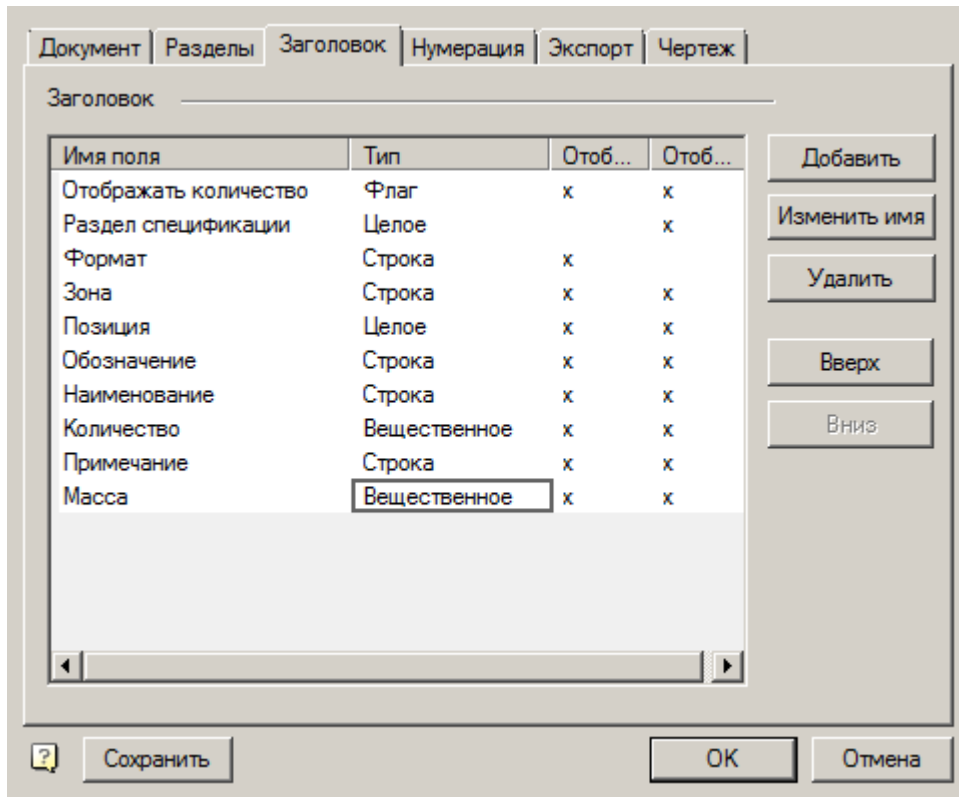 Документ Разделы Заголовок Нумерация Экспорт Чертеж
Заголовок
Имя поля Тип Отоб... Отоб...
Отображать количество Флаг x x
Раздел спецификации Целое x
Формат Строка x
Зона Строка x x
Позиция Целое x x
Обозначение Строка x x
Наименование Строка x x
Количество Вещественное x x
Примечание Строка x x
Масса Вещественное x x
Добавить
Изменить имя
Удалить
Вверх
Вниз
? Сохранить OK Отмена